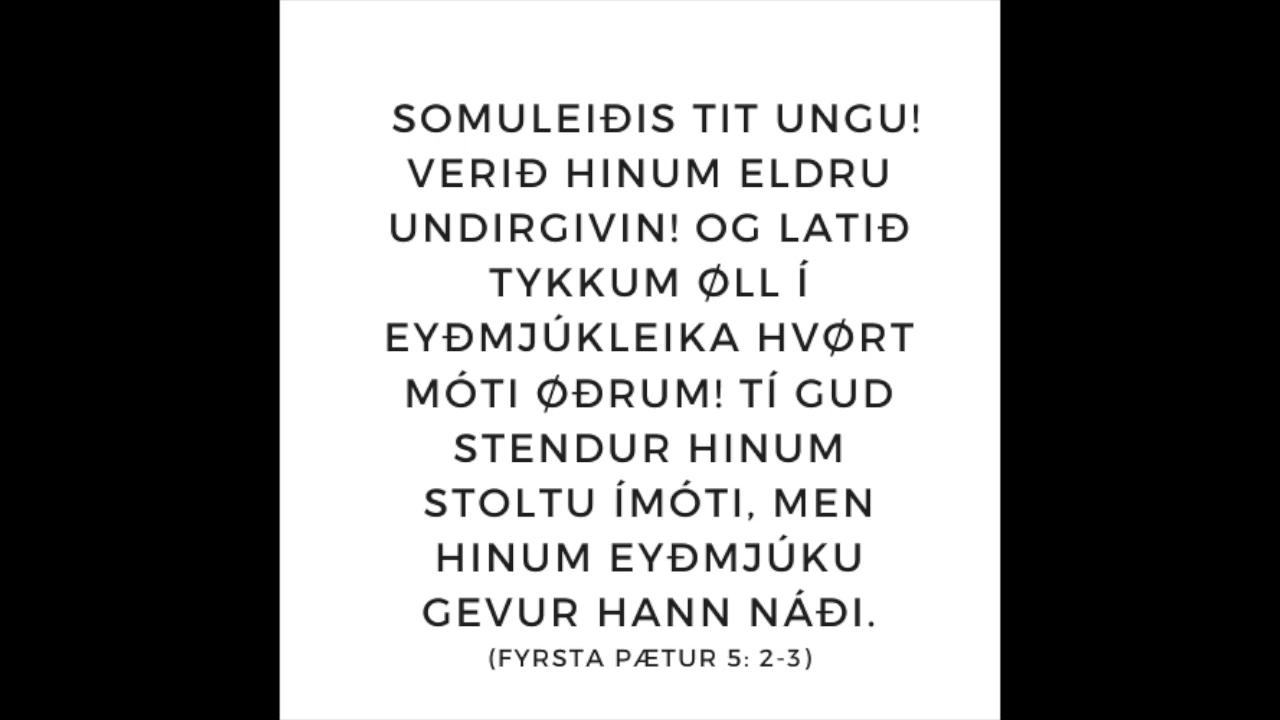 SOMULEIÐIS TIT UNGU!
VERIÐ HINUM ELDRU
UNDIRGIVIN! OG LATIÐ
TYKKUM ØLL Í
EYÐMJÚKLEIKA HVØRT
MÓTI ØÐRUM! TÍ GUD
STENDUR HINUM
STOLTU ÍMÓTI, MEN
HINUM EYÐMJÚKU
GEVUR HANN NÁÐI.
(FYRSTA PÆTUR 5: 2-3)